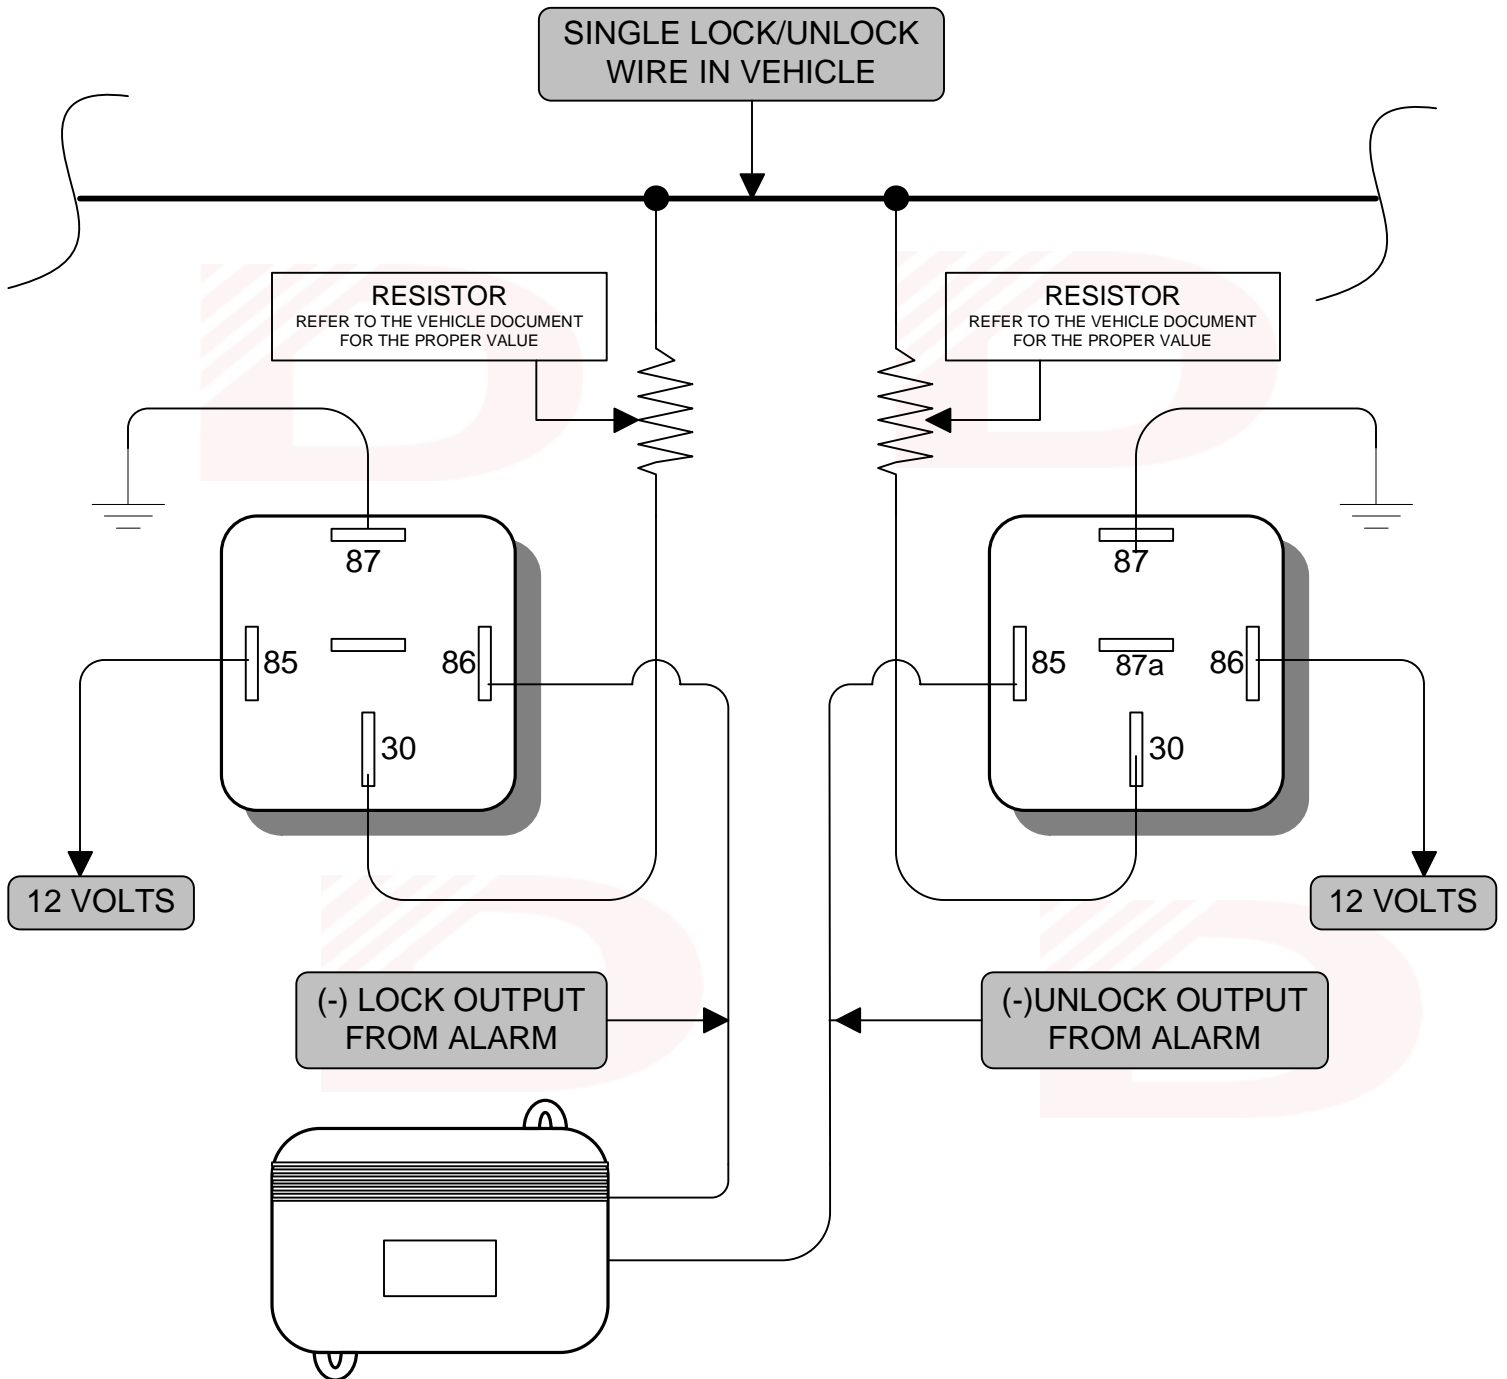 SINGLE LOCK/UNLOCK
WIRE IN VEHICLE
RESISTOR
REFER TO THE VEHICLE DOCUMENT
FOR THE PROPER VALUE
RESISTOR
REFER TO THE VEHICLE DOCUMENT
FOR THE PROPER VALUE
87
85
86
30
87
85
87a
86
30
12 VOLTS
12 VOLTS
(-) LOCK OUTPUT
FROM ALARM
(-)UNLOCK OUTPUT
FROM ALARM